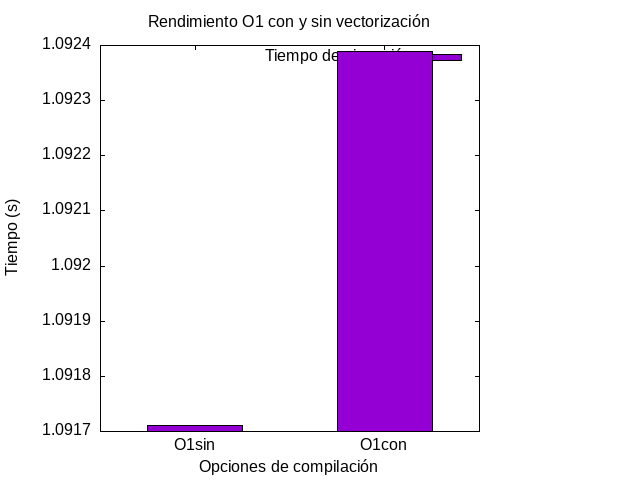 Rendimiento O1 con y sin vectorización
1.0924
Tiempo de
1.0923
1.0922
1.0921
1.092
1.0919
1.0918
1.0917
Tiempo (s)
O1sin
O1con
Opciones de compilación